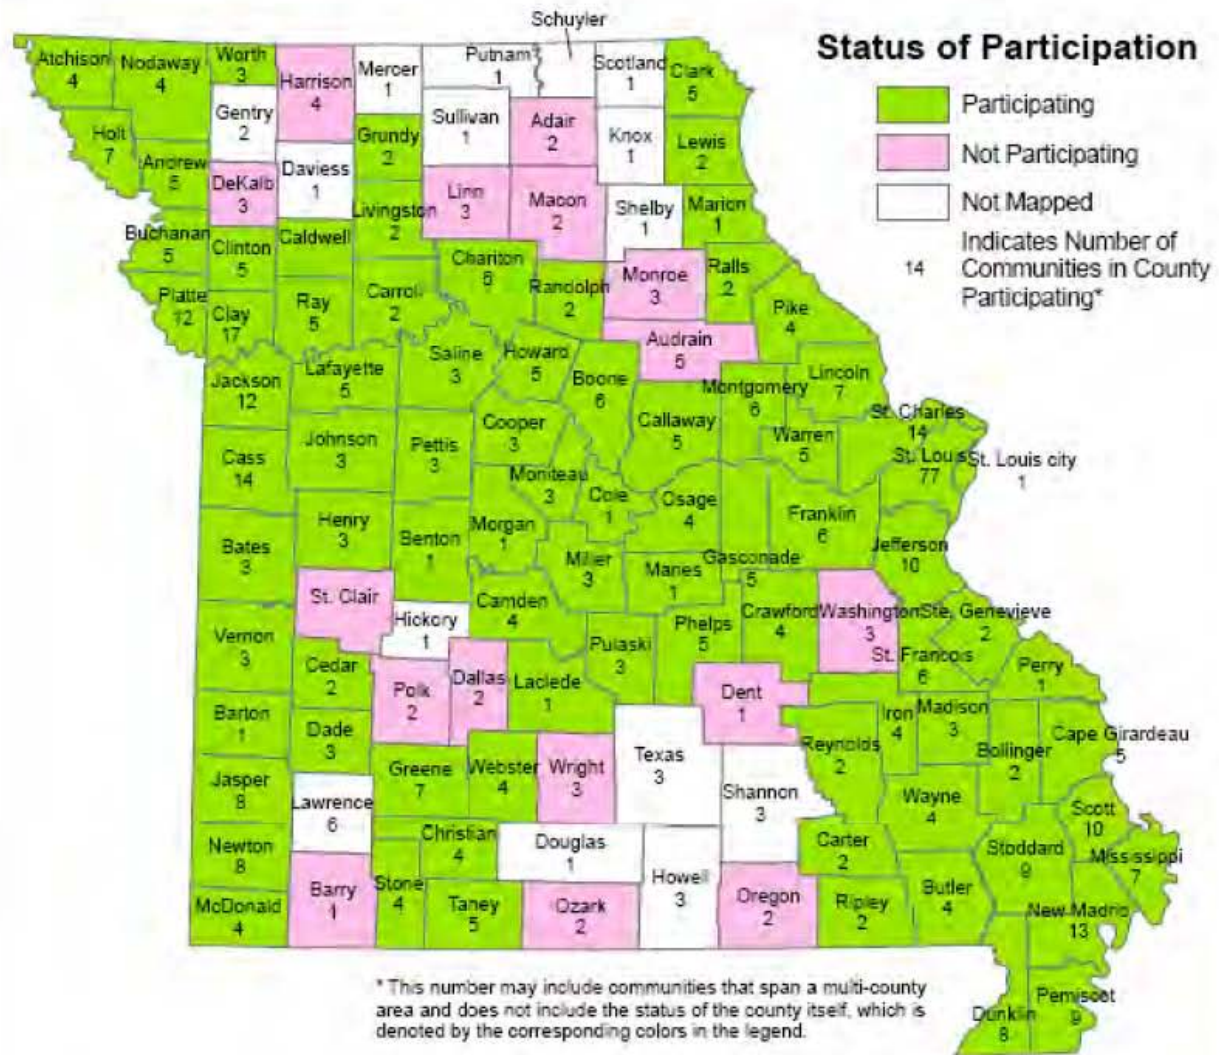 Schuyler
Status of Participation
Participating
Not Participating
Not Mapped
14
Indicates Number of
Communities in County
Participating*
Atchison
4
Nodaway
4
Worth
3
Harrison
4
Mercer
1
Putnam
1
Scotland
1
Clark
5
Gentry
2
Sullivan
1
Adair
2
Knox
1
Lewis
2
Holt
7
Andrew
5
DeKalb
3
Daviess
1
Grundy
2
Livingston
2
Linn
3
Macon
2
Shelby
1
Marion
1
Buchanan
5
Clinton
5
Caldwell
Chariton
6
Randolph
2
Monroe
3
Ralls
2
Platte
12
Clay
17
Ray
5
Carroll
2
Pike
4
Audrain
5
Jackson
12
Lafayette
5
Saline
3
Howard
5
Boone
6
Callaway
5
Montgomery
6
Lincoln
7
St. Charles
14
Warren
5
St. Louis
77
St. Louis city
1
Cass
14
Johnson
3
Pettis
3
Cooper
3
Moniteau
3
Cole
1
Osage
4
Franklin
6
Jefferson
10
Bates
3
Henry
3
Benton
1
Morgan
1
Miller
3
Maries
1
Gasconade
5
St. Clair
Hickory
1
Camden
4
Pulaski
3
Phelps
5
Crawford
4
Washington
3
Ste. Genevieve
2
St. Francois
6
Perry
1
Vernon
3
Cedar
2
Polk
2
Dallas
2
Laclede
1
Dent
1
Iron
4
Madison
3
Bollinger
2
Cape Girardeau
5
Barton
1
Dade
3
Greene
7
Webster
4
Wright
3
Texas
3
Shannon
3
Reynolds
2
Wayne
4
Scott
10
Jasper
8
Lawrence
6
Christian
4
Douglas
1
Howell
3
Carter
2
Stoddard
9
Mississippi
7
Newton
8
Barry
1
Stone
4
Taney
5
Ozark
2
Oregon
2
Ripley
2
Butler
4
New Madrid
13
McDonald
4
Dunklin
8
Pemiscot
9
* This number may include communities that span a multi-county
area and does not include the status of the county itself, which is
denoted by the corresponding colors in the legend.